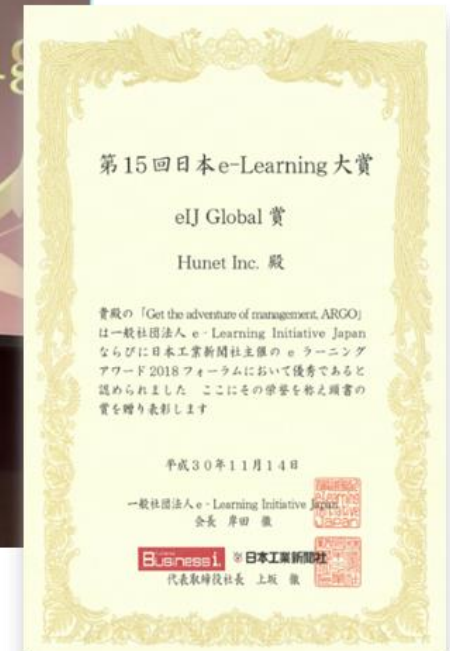 第15回日本e-Learning大賞
eIJ Global 賞
Hunet Inc. 殿
貴殿の「Get the adventure of management, ARGO」
は一般社団法人 e - Learning Initiative Japan
ならびに日本工業新聞社主催の e ラーニング
アワード 2018 フォーラムにおいて優秀であると
認められました　ここにその栄誉を称え頭書の
賞を贈り表彰します
平成30年11月14日
一般社団法人 e - Learning Initiative Japan
会長　岸田　徹
Business i. 日本工業新聞社
代表取締役社長　上坂　徹